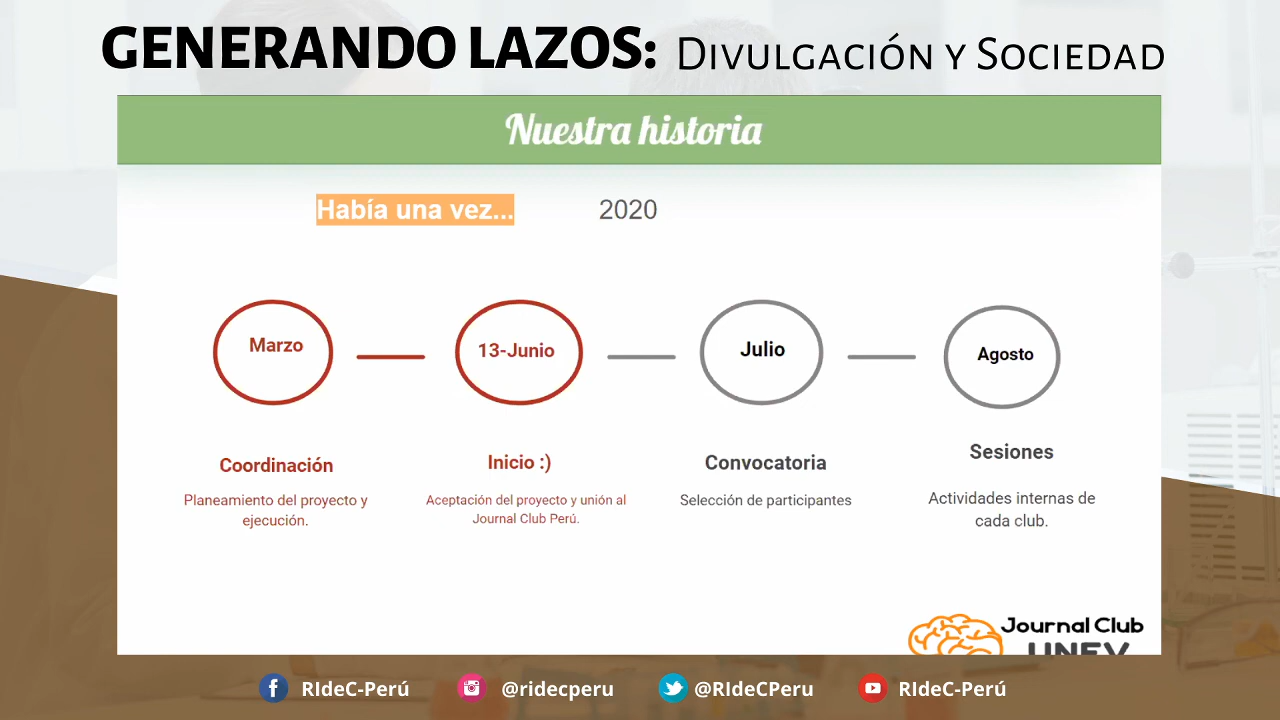 GENERANDO LAZOS: DIVULGACIÓN Y SOCIEDAD
Nuestra historia
Había una vez... 2020
Marzo
13-Junio
Julio
Agosto
Coordinación
Planeamiento del proyecto y
ejecución.
Inicio :)
Aceptación del proyecto y unión al
Journal Club Perú.
Convocatoria
Selección de participantes
Sesiones
Actividades internas de
cada club.
Journal Club
RIdeC-Perú
@ridecperu
@RIdeCPeru
RIdeC-Perú